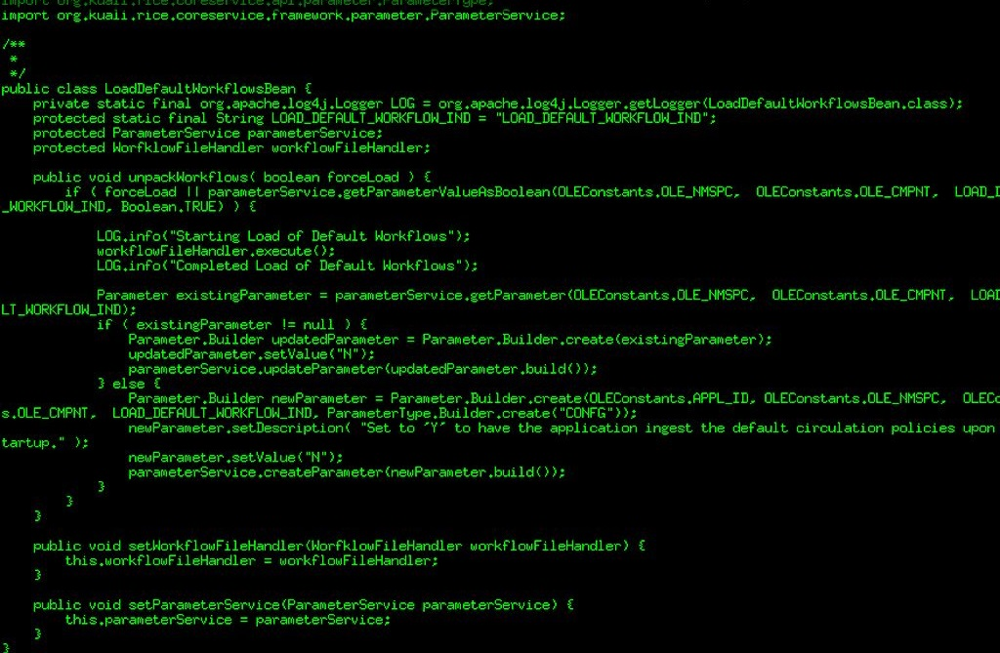 import org.kuali.rice.coreservice.api.parameter.ParameterType;
import org.kuali.rice.coreservice.framework.parameter.ParameterService;
/**
 *
 */
public class LoadDefaultWorkflowsBean {
    private static final org.apache.log4j.Logger LOG = org.apache.log4j.Logger.getLogger(LoadDefaultWorkflowsBean.class);
    protected static final String LOAD_DEFAULT_WORKFLOW_IND = "LOAD_DEFAULT_WORKFLOW_IND";
    protected ParameterService parameterService;
    protected WorfklowFileHandler workflowFileHandler;
    public void unpackWorkflows( boolean forceLoad ) {
        if ( forceLoad || parameterService.getParameterValueAsBoolean(OLEConstants.OLE_NMSPC,  OLEConstants.OLE_CMPNT,  LOAD_D
_WORKFLOW_IND, Boolean.TRUE) ) {
            LOG.info("Starting Load of Default Workflows");
            workflowFileHandler.execute();
            LOG.info("Completed Load of Default Workflows");
            Parameter existingParameter = parameterService.getParameter(OLEConstants.OLE_NMSPC,  OLEConstants.OLE_CMPNT,  LOAD
LT_WORKFLOW_IND);
            if ( existingParameter != null ) {
                Parameter.Builder updatedParameter = Parameter.Builder.create(existingParameter);
                updatedParameter.setValue("N");
                parameterService.updateParameter(updatedParameter.build());
            } else {
                Parameter.Builder newParameter = Parameter.Builder.create(OLEConstants.APPL_ID, OLEConstants.OLE_NMSPC,  OLECo
s.OLE_CMPNT,  LOAD_DEFAULT_WORKFLOW_IND, ParameterType.Builder.create("CONFG"));
                newParameter.setDescription( "Set to 'Y' to have the application ingest the default circulation policies upon
tartup." );
                newParameter.setValue("N");
                parameterService.createParameter(newParameter.build());
            }
        }
    }
    public void setWorkflowFileHandler(WorfklowFileHandler workflowFileHandler) {
        this.workflowFileHandler = workflowFileHandler;
    }
    public void setParameterService(ParameterService parameterService) {
        this.parameterService = parameterService;
    }
}